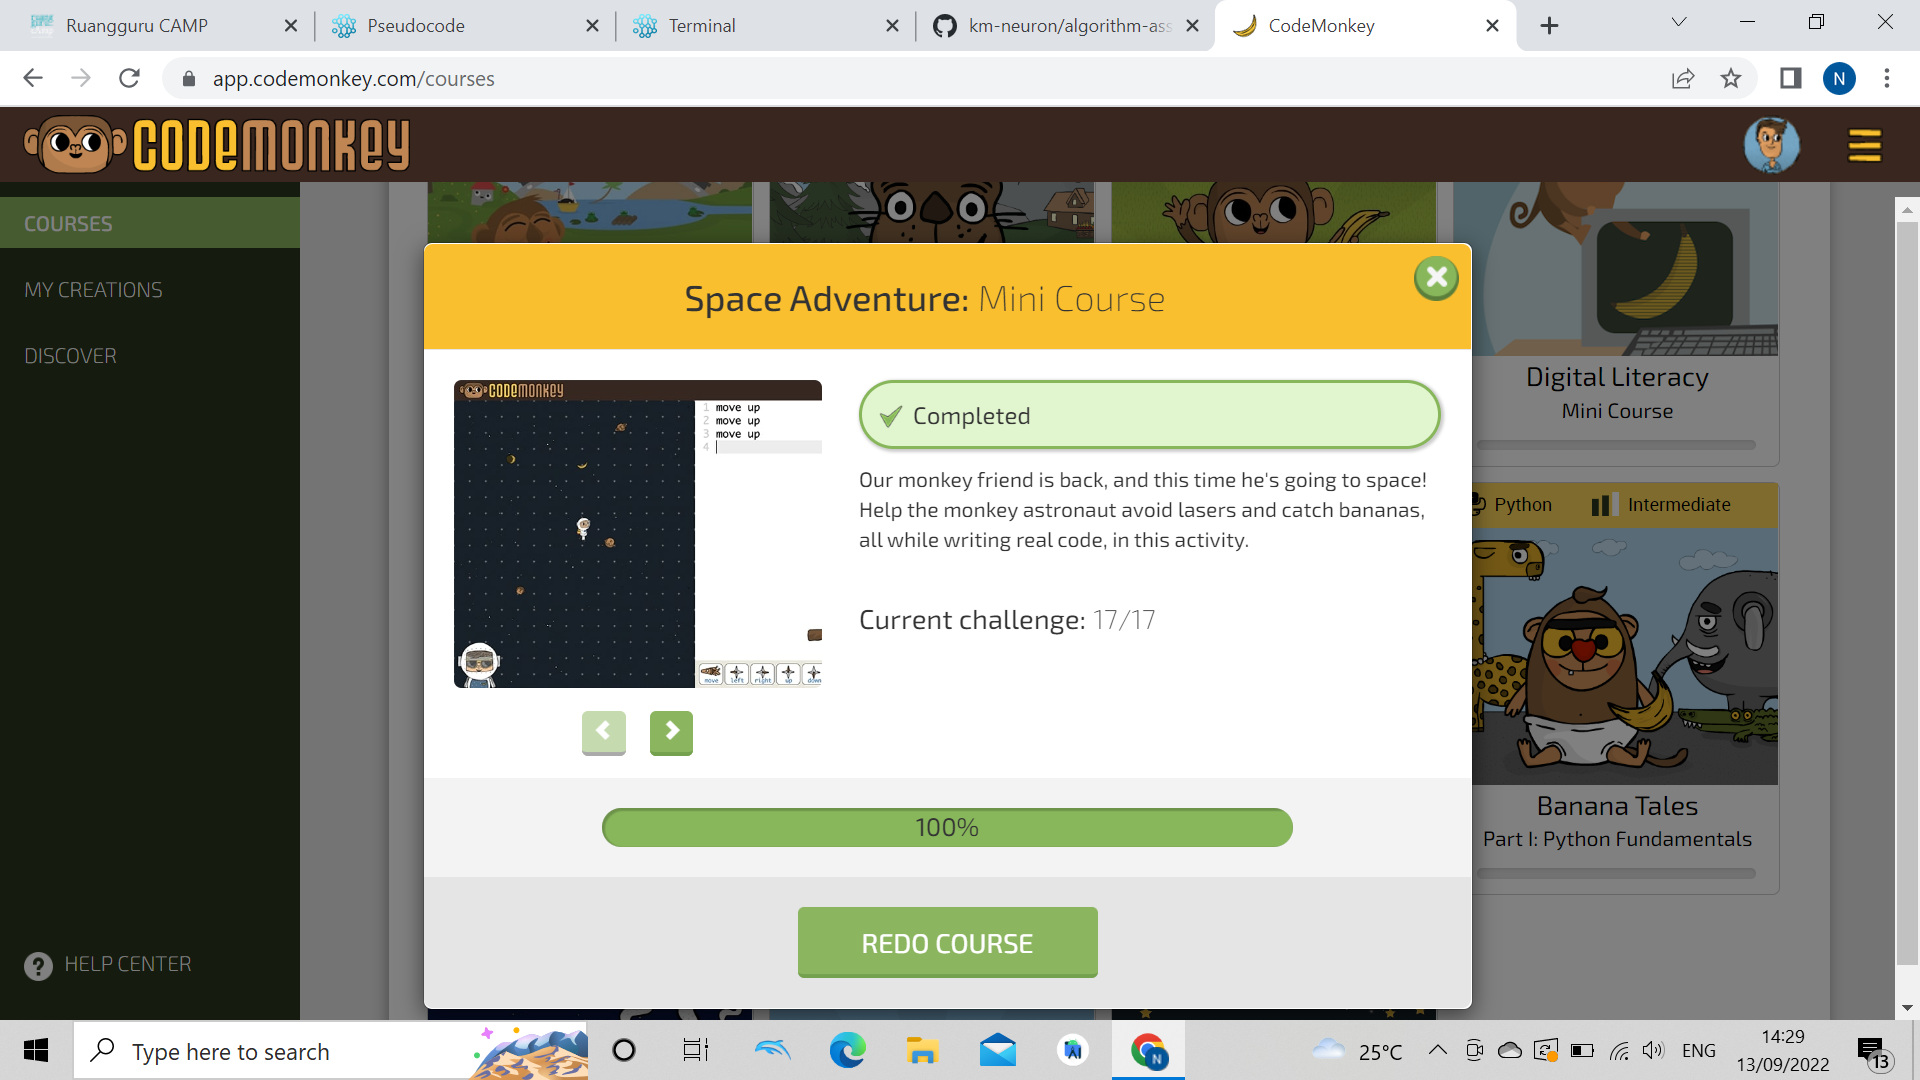 Ruangguru CAMP
Pseudocode
Terminal
km-neuron/algorithm-ass
CodeMonkey
app.codemonkey.com/courses
N
CODEMONKEY
COURSES
MY CREATIONS
DISCOVER
HELP CENTER
Space Adventure: Mini Course
CODEMONKEY
1 move up
2 move up
3 move up
4
move left right up down
Completed
Our monkey friend is back, and this time he's going to space!
Help the monkey astronaut avoid lasers and catch bananas,
all while writing real code, in this activity.
Current challenge: 17/17
100%
REDO COURSE
Digital Literacy
Mini Course
Python Intermediate
Banana Tales
Part I: Python Fundamentals
Type here to search
N
25°C
ENG
14:29
13/09/2022
13